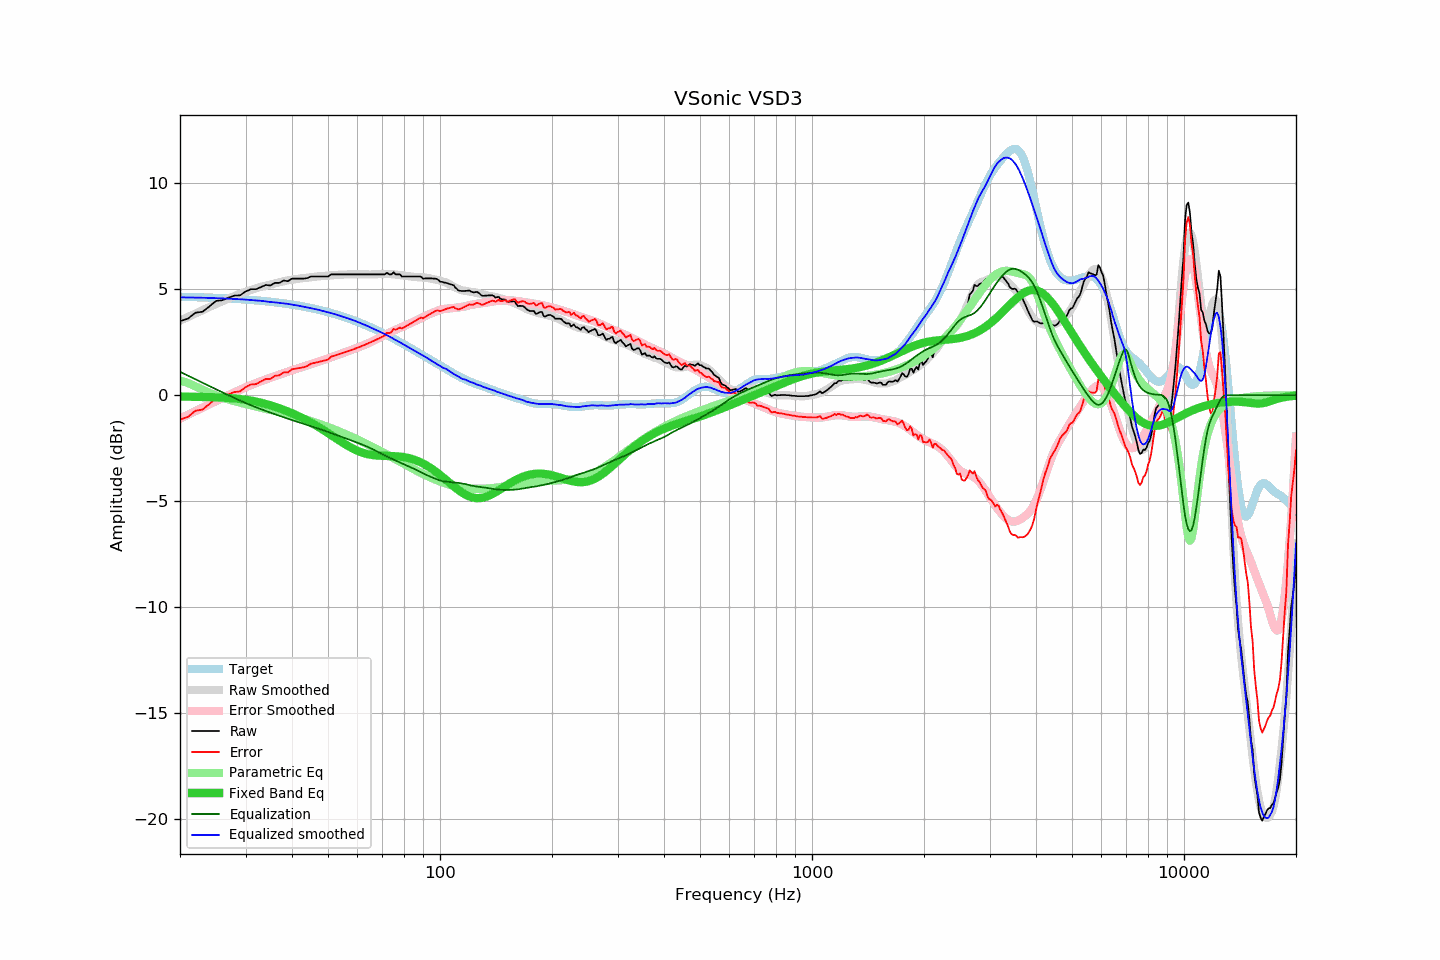 VSonic VSD3
Amplitude (dBr)
10
5
0
−5
−10
−15
−20
Target
Raw Smoothed
Error Smoothed
Raw
Error
Parametric Eq
Fixed Band Eq
Equalization
Equalized smoothed
100
1000
10000
Frequency (Hz)